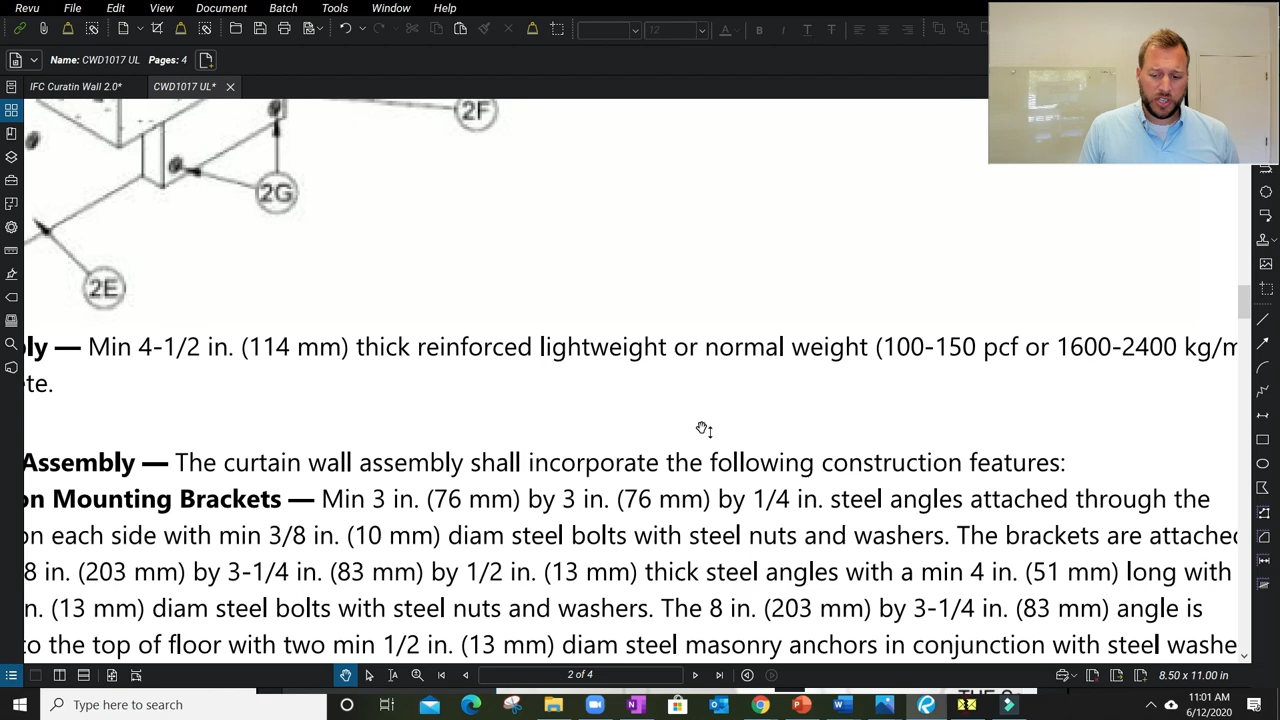 Revu File Edit View Document Batch Tools Window Help
12
Name: CWD1017 UL Pages: 4
IFC Curatin Wall 2.0* CWD1017 UL*
2F
2G
2E
ly — Min 4-1/2 in. (114 mm) thick reinforced lightweight or normal weight (100-150 pcf or 1600-2400 kg/m
te.
Assembly — The curtain wall assembly shall incorporate the following construction features:
on Mounting Brackets — Min 3 in. (76 mm) by 3 in. (76 mm) by 1/4 in. steel angles attached through the
on each side with min 3/8 in. (10 mm) diam steel bolts with steel nuts and washers. The brackets are attached
8 in. (203 mm) by 3-1/4 in. (83 mm) by 1/2 in. (13 mm) thick steel angles with a min 4 in. (51 mm) long with
n. (13 mm) diam steel bolts with steel nuts and washers. The 8 in. (203 mm) by 3-1/4 in. (83 mm) angle is
to the top of floor with two min 1/2 in. (13 mm) diam steel masonry anchors in conjunction with steel washe
2 of 4
8.50 x 11.00 in
Type here to search
11:01 AM
6/12/2020